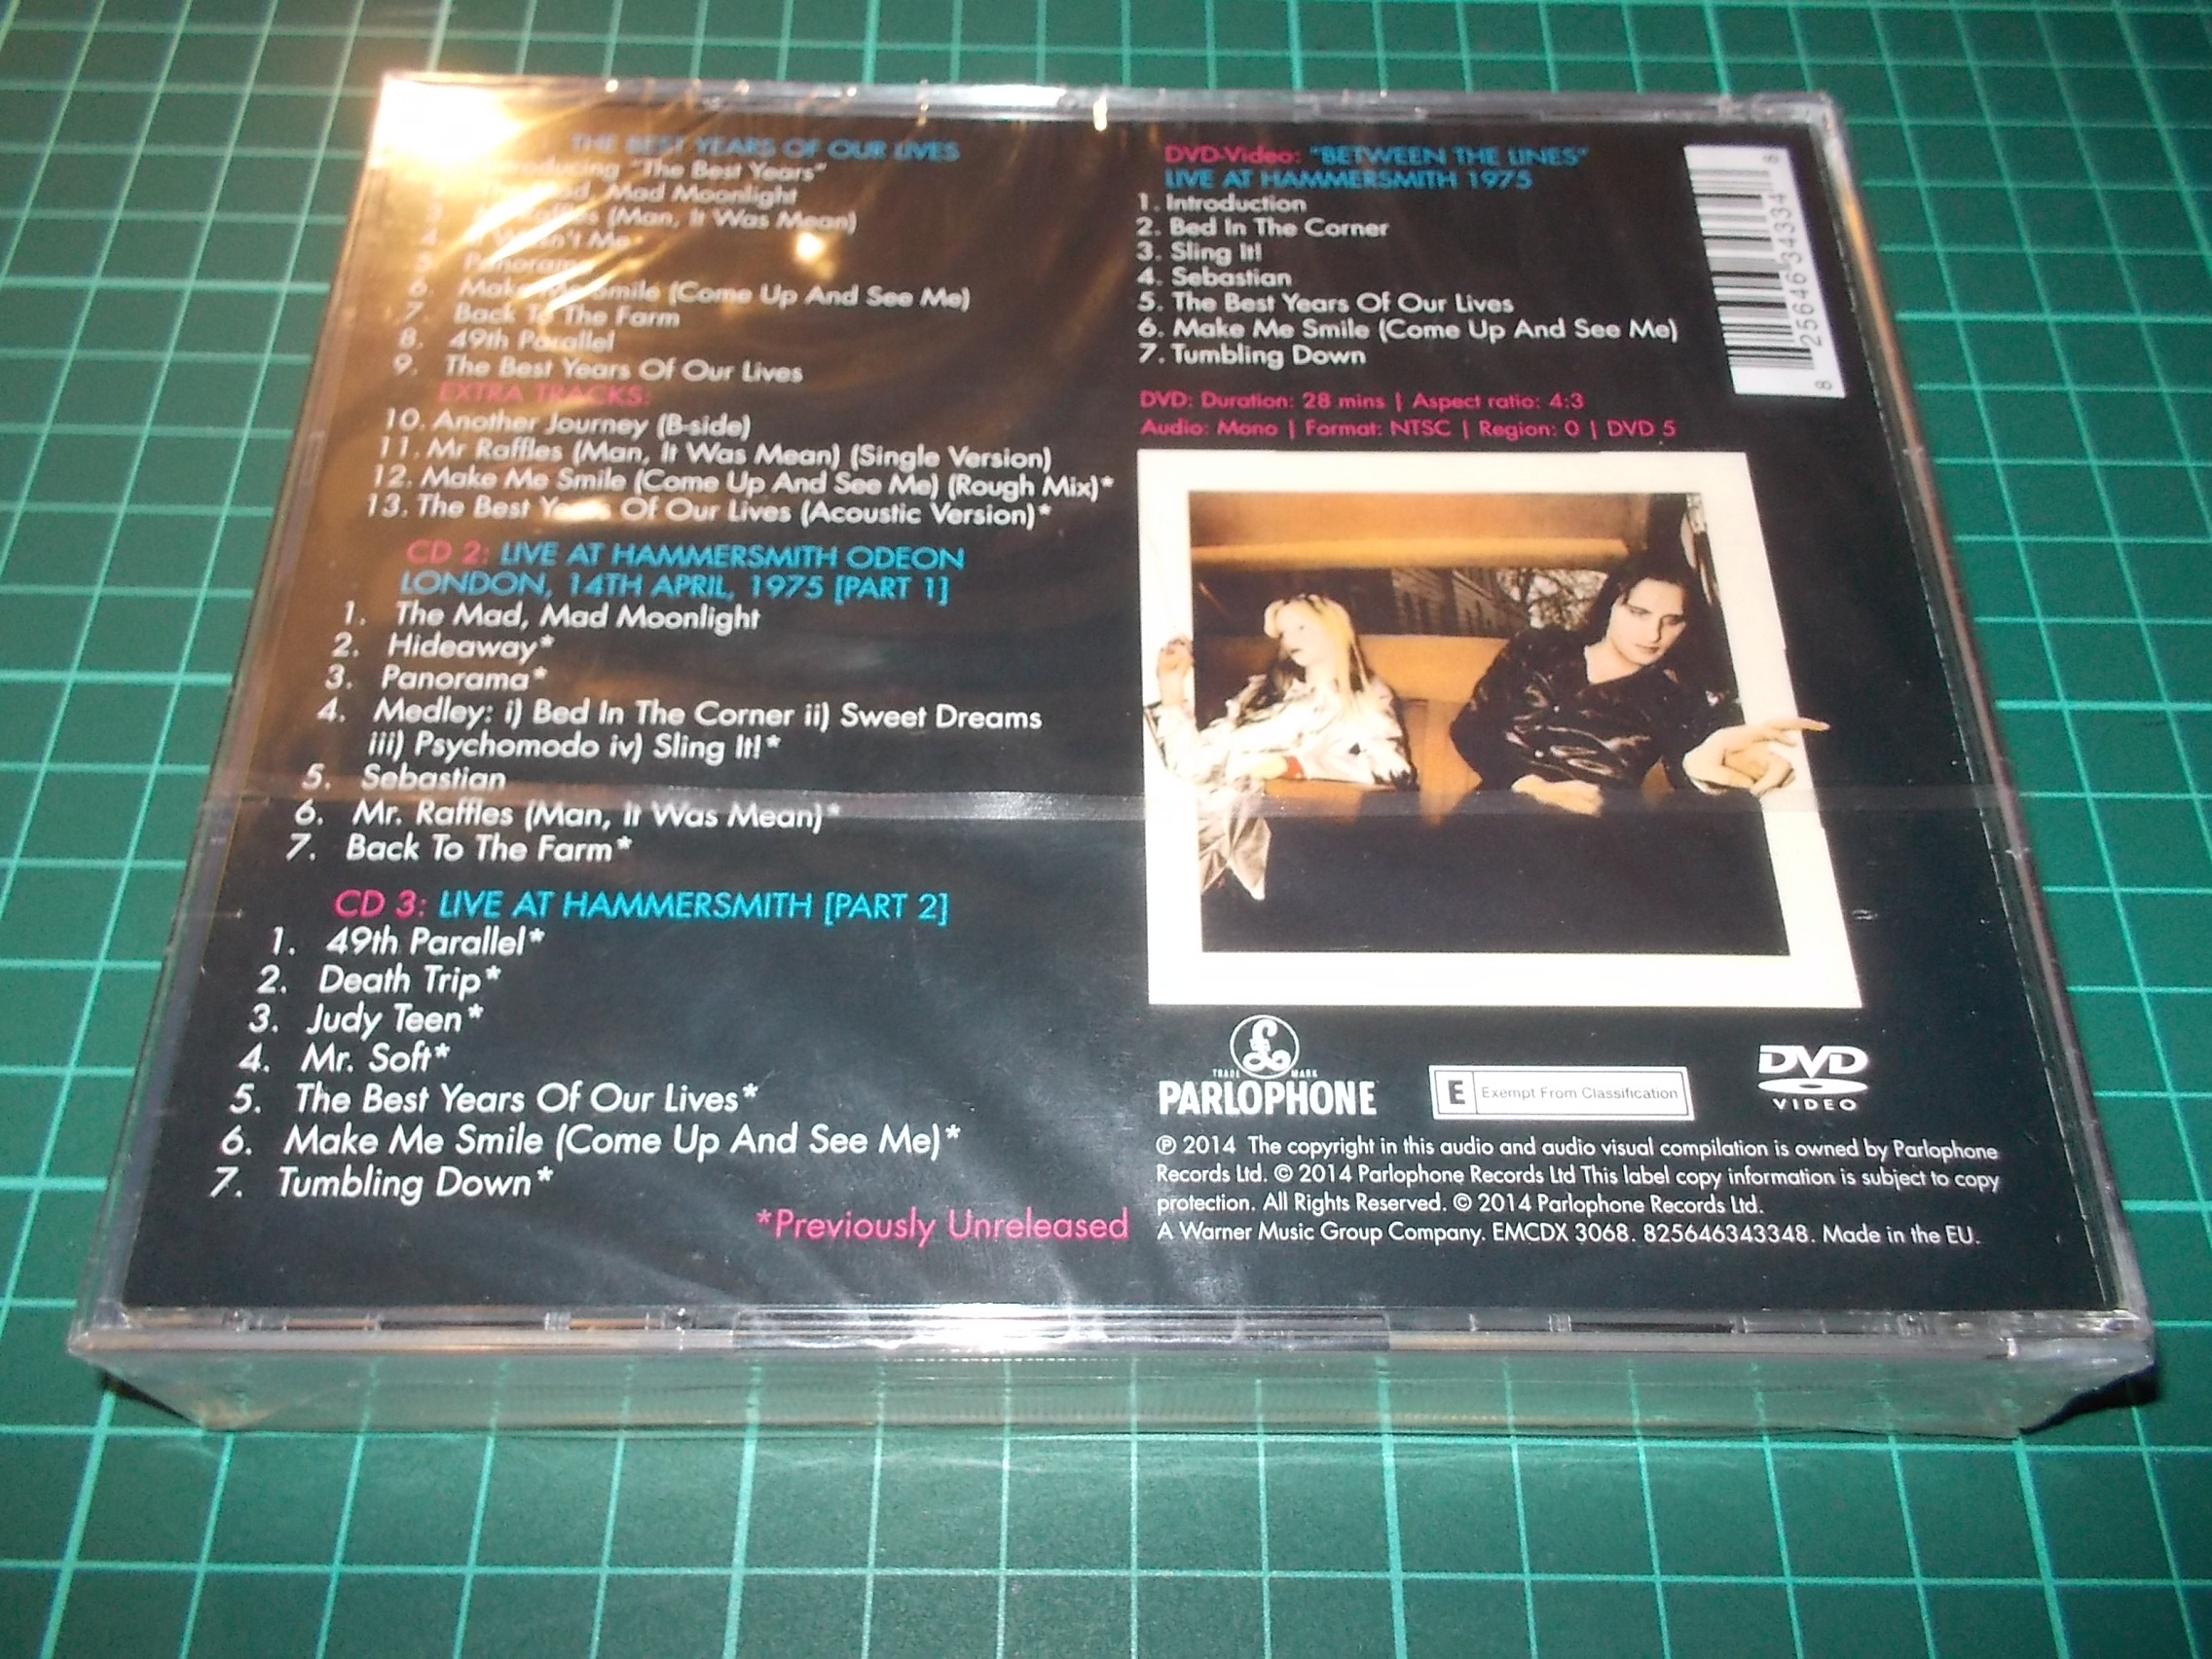 THE BEST YEARS OF OUR LIVES
"The Best Years"
Mad Moonlight
(Man, It Was Mean)
4. Me
5. Panorama
6. Make Me Smile (Come Up And See Me)
7. Back To The Farm
8. 49th Parallel
9. The Best Years Of Our Lives
EXTRA TRACKS:
10. Another Journey (B-side)
11. Mr Raffles (Man, It Was Mean) (Single Version)
12. Make Me Smile (Come Up And See Me) (Rough Mix)*
13. The Best Years Of Our Lives (Acoustic Version)*
CD 2: LIVE AT HAMMERSMITH ODEON
LONDON, 14TH APRIL, 1975 [PART 1]
1. The Mad, Mad Moonlight
2. Hideaway*
3. Panorama*
4. Medley: i) Bed In The Corner ii) Sweet Dreams
iii) Psychomodo iv) Sling It!*
5. Sebastian
6. Mr. Raffles (Man, It Was Mean)*
7. Back To The Farm*
CD 3: LIVE AT HAMMERSMITH [PART 2]
1. 49th Parallel*
2. Death Trip*
3. Judy Teen*
4. Mr. Soft*
5. The Best Years Of Our Lives*
6. Make Me Smile (Come Up And See Me)*
7. Tumbling Down*
*Previously Unreleased
DVD-Video: "BETWEEN THE LINES"
LIVE AT HAMMERSMITH 1975
1. Introduction
2. Bed In The Corner
3. Sling It!
4. Sebastian
5. The Best Years Of Our Lives
6. Make Me Smile (Come Up And See Me)
7. Tumbling Down
DVD: Duration: 28 mins | Aspect ratio: 4:3
Audio: Mono | Format: NTSC | Region: 0 | DVD 5
8 25646 34334 8
TRADE MARK
PARLOPHONE
E Exempt From Classification
DVD
VIDEO
℗ 2014 The copyright in this audio and audio visual compilation is owned by Parlophone
Records Ltd. © 2014 Parlophone Records Ltd This label copy information is subject to copy
protection. All Rights Reserved. © 2014 Parlophone Records Ltd.
A Warner Music Group Company. EMCDX 3068. 825646343348. Made in the EU.